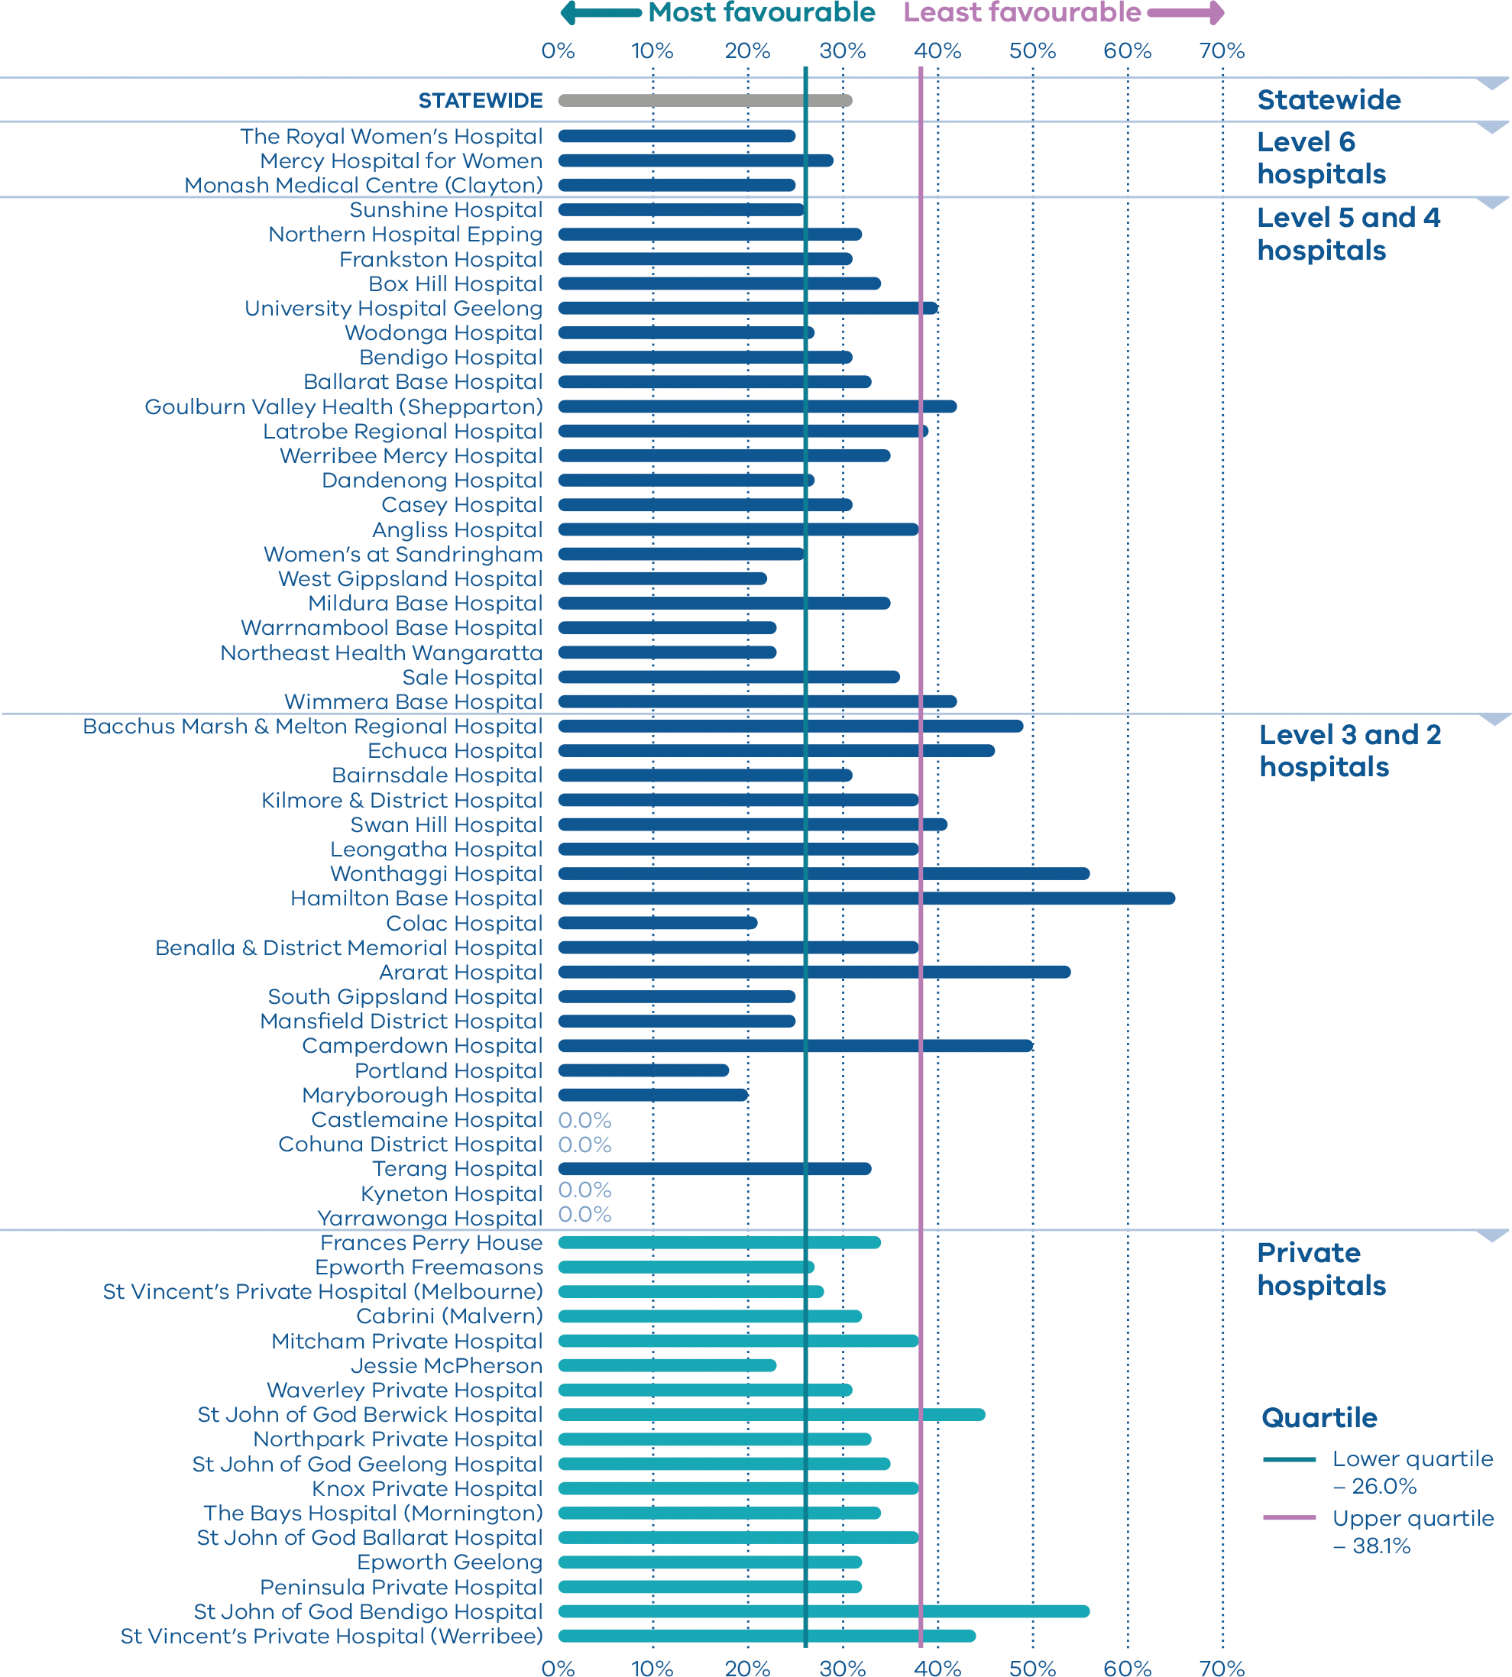 Most favourable Least favourable
0% 10% 20% 30% 40% 50% 60% 70%
STATEWIDE Statewide
The Royal Women’s Hospital Level 6
Mercy Hospital for Women hospitals
Monash Medical Centre (Clayton)
Sunshine Hospital Level 5 and 4
Northern Hospital Epping hospitals
Frankston Hospital
Box Hill Hospital
University Hospital Geelong
Wodonga Hospital
Bendigo Hospital
Ballarat Base Hospital
Goulburn Valley Health (Shepparton)
Latrobe Regional Hospital
Werribee Mercy Hospital
Dandenong Hospital
Casey Hospital
Angliss Hospital
Women’s at Sandringham
West Gippsland Hospital
Mildura Base Hospital
Warrnambool Base Hospital
Northeast Health Wangaratta
Sale Hospital
Wimmera Base Hospital
Bacchus Marsh & Melton Regional Hospital Level 3 and 2
Echuca Hospital hospitals
Bairnsdale Hospital
Kilmore & District Hospital
Swan Hill Hospital
Leongatha Hospital
Wonthaggi Hospital
Hamilton Base Hospital
Colac Hospital
Benalla & District Memorial Hospital
Ararat Hospital
South Gippsland Hospital
Mansfield District Hospital
Camperdown Hospital
Portland Hospital
Maryborough Hospital
Castlemaine Hospital 0.0%
Cohuna District Hospital 0.0%
Terang Hospital
Kyneton Hospital 0.0%
Yarrawonga Hospital 0.0%
Frances Perry House Private
Epworth Freemasons hospitals
St Vincent’s Private Hospital (Melbourne)
Cabrini (Malvern)
Mitcham Private Hospital
Jessie McPherson
Waverley Private Hospital
St John of God Berwick Hospital Quartile
Northpark Private Hospital
St John of God Geelong Hospital Lower quartile
Knox Private Hospital – 26.0%
The Bays Hospital (Mornington) Upper quartile
St John of God Ballarat Hospital – 38.1%
Epworth Geelong
Peninsula Private Hospital
St John of God Bendigo Hospital
St Vincent’s Private Hospital (Werribee)
0% 10% 20% 30% 40% 50% 60% 70%